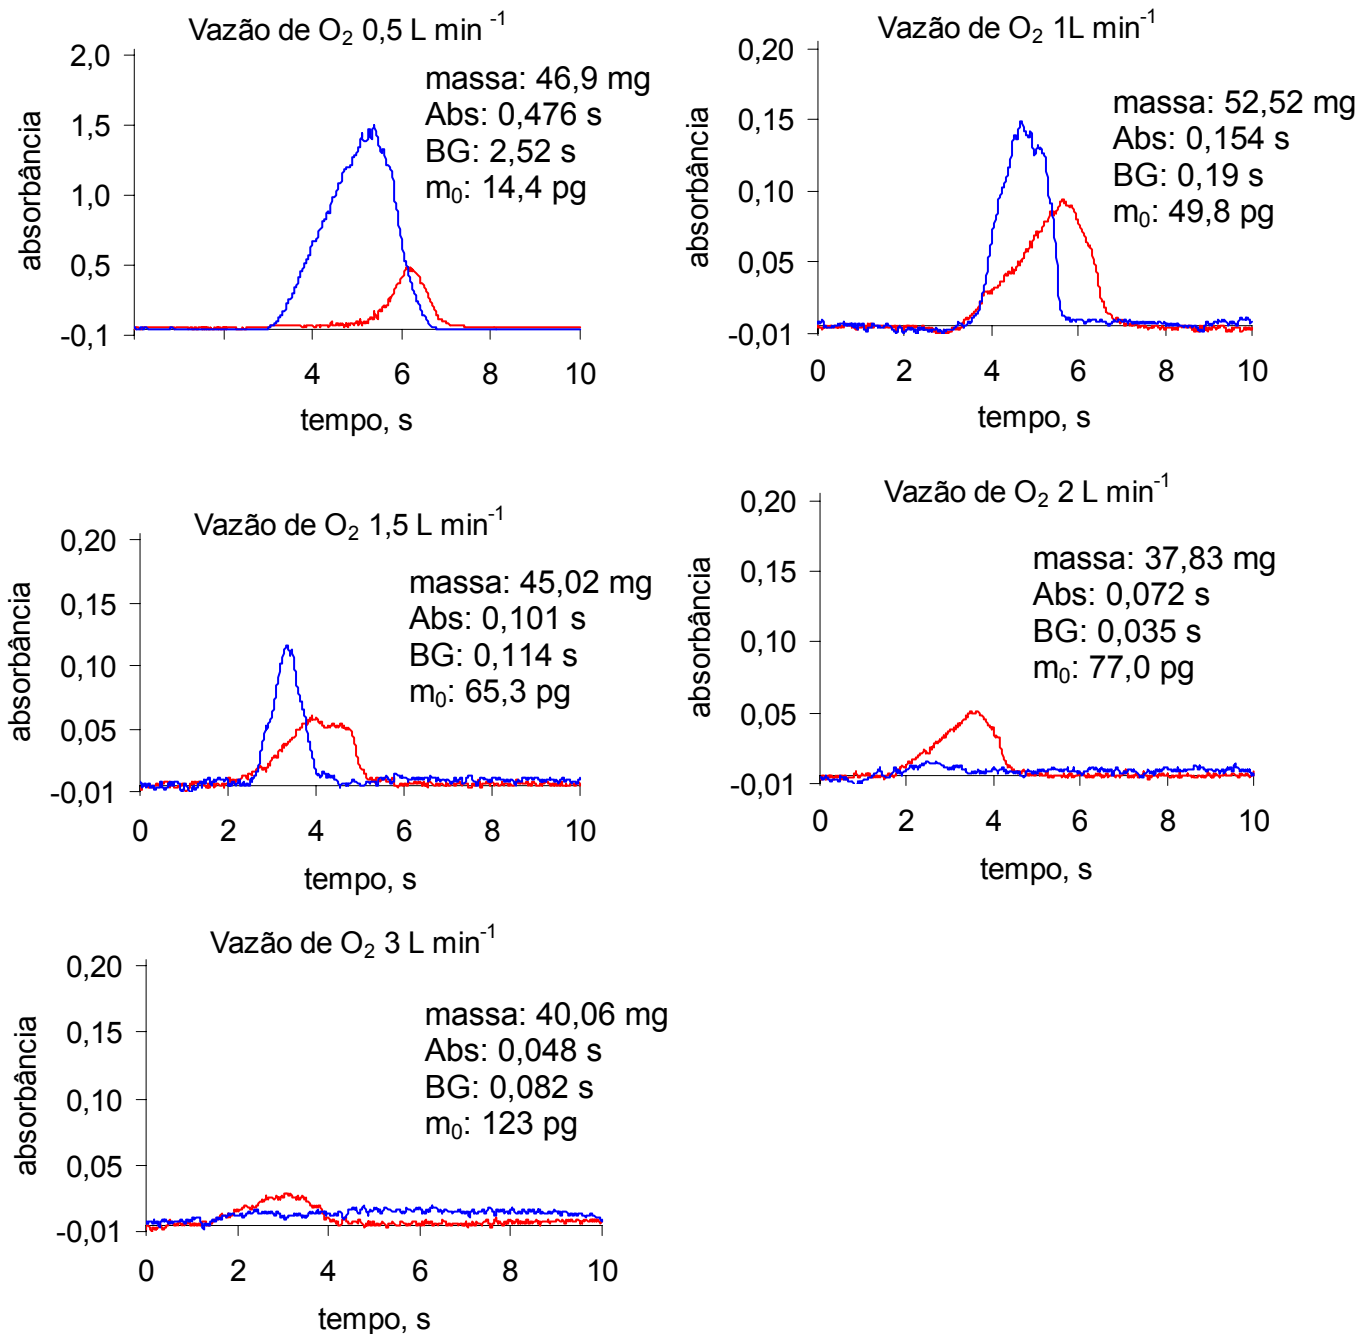 Vazão de O₂ 0,5 L min⁻¹
2,0
1,5
1,0
0,5
-0,1
absorbância
massa: 46,9 mg
Abs: 0,476 s
BG: 2,52 s
m₀: 14,4 pg
4 6 8 10
tempo, s
Vazão de O₂ 1L min⁻¹
0,20
0,15
0,10
0,05
-0,01
absorbância
massa: 52,52 mg
Abs: 0,154 s
BG: 0,19 s
m₀: 49,8 pg
0 2 4 6 8 10
tempo, s
Vazão de O₂ 1,5 L min⁻¹
0,20
0,15
0,10
0,05
-0,01
absorbância
massa: 45,02 mg
Abs: 0,101 s
BG: 0,114 s
m₀: 65,3 pg
0 2 4 6 8 10
tempo, s
Vazão de O₂ 2 L min⁻¹
0,20
0,15
0,10
0,05
-0,01
absorbância
massa: 37,83 mg
Abs: 0,072 s
BG: 0,035 s
m₀: 77,0 pg
0 2 4 6 8 10
tempo, s
Vazão de O₂ 3 L min⁻¹
0,20
0,15
0,10
0,05
-0,01
absorbância
massa: 40,06 mg
Abs: 0,048 s
BG: 0,082 s
m₀: 123 pg
0 2 4 6 8 10
tempo, s